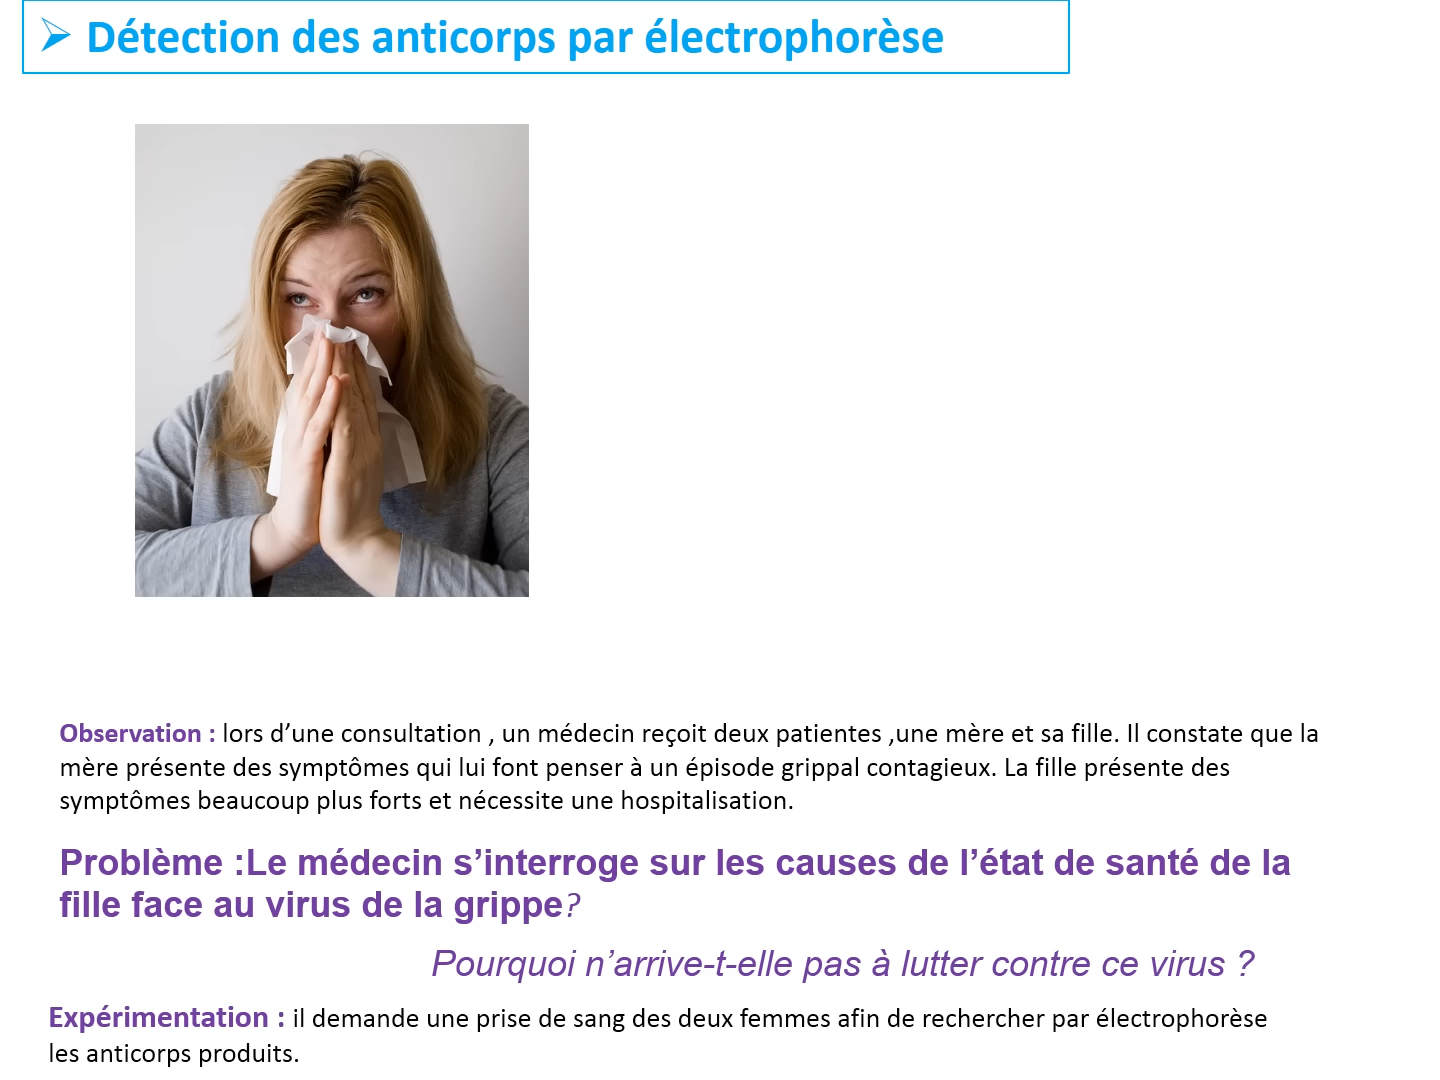 Détection des anticorps par électrophorèse
Observation : lors d’une consultation , un médecin reçoit deux patientes ,une mère et sa fille. Il constate que la
mère présente des symptômes qui lui font penser à un épisode grippal contagieux. La fille présente des
symptômes beaucoup plus forts et nécessite une hospitalisation.
Problème :Le médecin s’interroge sur les causes de l’état de santé de la
fille face au virus de la grippe?
Pourquoi n’arrive-t-elle pas à lutter contre ce virus ?
Expérimentation : il demande une prise de sang des deux femmes afin de rechercher par électrophorèse
les anticorps produits.